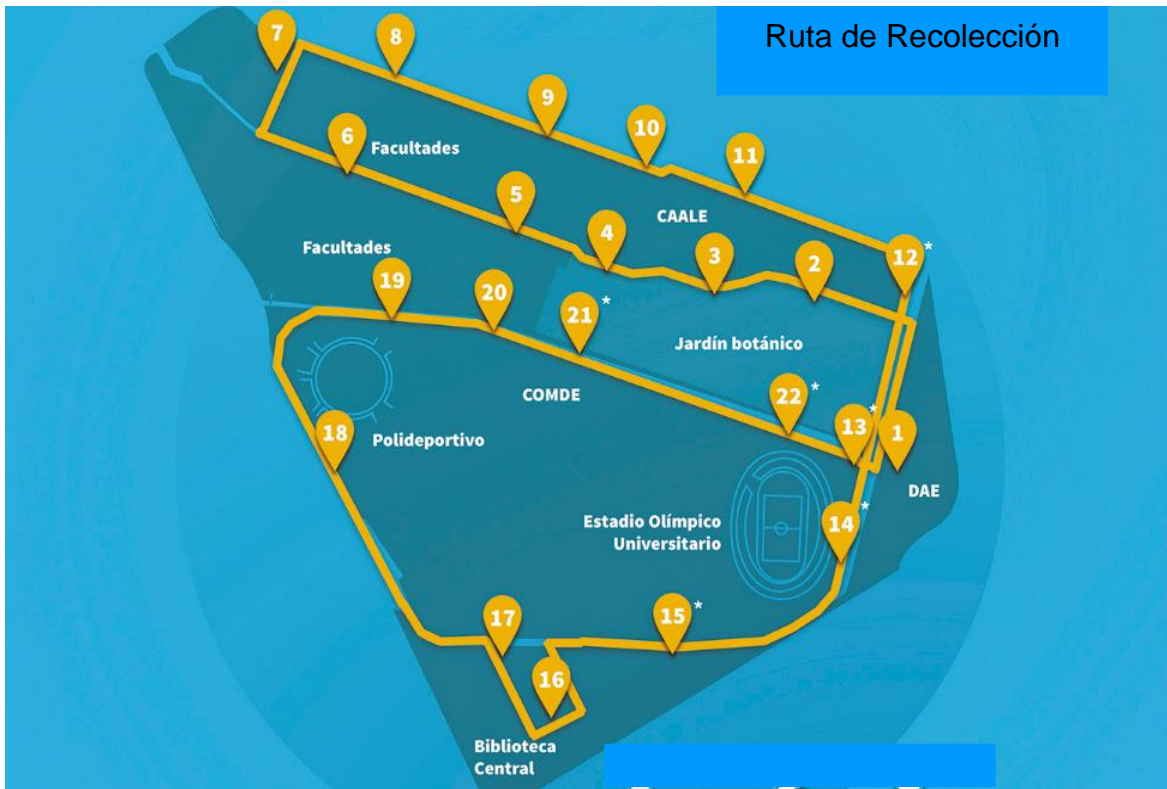 Ruta de Recolección
7
8
9
10
11
6
Facultades
5
CAALE
4
3
2
12 *
Facultades
19
20
21 *
Jardín botánico
COMDE
22 *
13 *
1
18
Polideportivo
DAE
Estadio Olímpico
Universitario
14 *
17
15 *
16
Biblioteca
Central